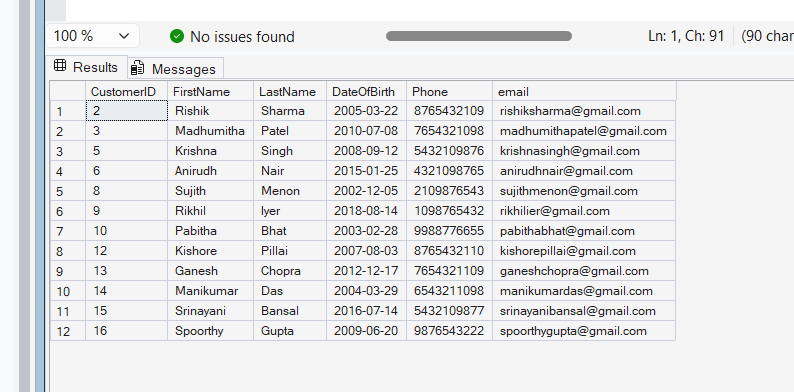 100 % No issues found Ln: 1, Ch: 91 (90 char
Results Messages
CustomerID FirstName LastName DateOfBirth Phone email
1 2 Rishik Sharma 2005-03-22 8765432109 rishiksharma@gmail.com
2 3 Madhumitha Patel 2010-07-08 7654321098 madhumithapatel@gmail.com
3 5 Krishna Singh 2008-09-12 5432109876 krishnasingh@gmail.com
4 6 Anirudh Nair 2015-01-25 4321098765 anirudhnair@gmail.com
5 8 Sujith Menon 2002-12-05 2109876543 sujithmenon@gmail.com
6 9 Rikhil Iyer 2018-08-14 1098765432 rikhilier@gmail.com
7 10 Pabitha Bhat 2003-02-28 9988776655 pabithabhat@gmail.com
8 12 Kishore Pillai 2007-08-03 8765432110 kishorepillai@gmail.com
9 13 Ganesh Chopra 2012-12-17 7654321109 ganeshchopra@gmail.com
10 14 Manikumar Das 2004-03-29 6543211098 manikumardas@gmail.com
11 15 Srinayani Bansal 2016-07-14 5432109877 srinayanibansal@gmail.com
12 16 Spoorthy Gupta 2009-06-20 9876543222 spoorthygupta@gmail.com